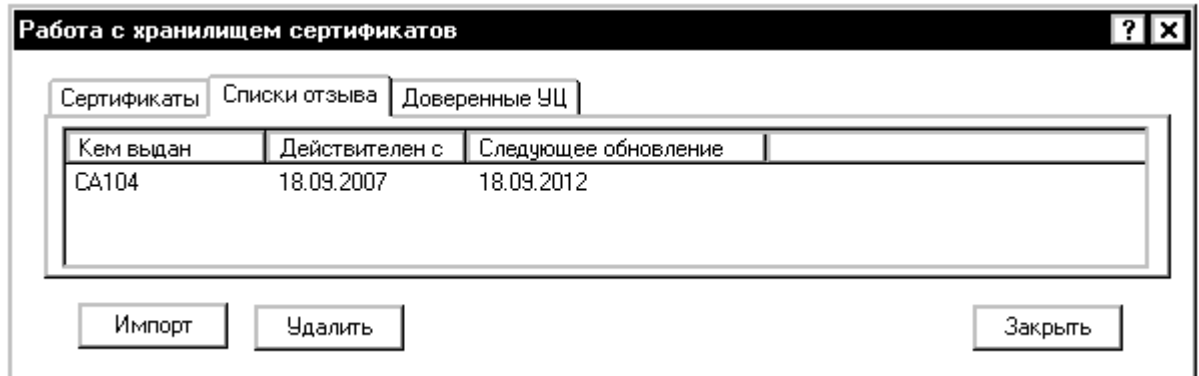 Работа с хранилищем сертификатов ? X
Сертификаты Списки отзыва Доверенные УЦ
Кем выдан Действителен с Следующее обновление
CA104 18.09.2007 18.09.2012
Импорт Удалить Закрыть